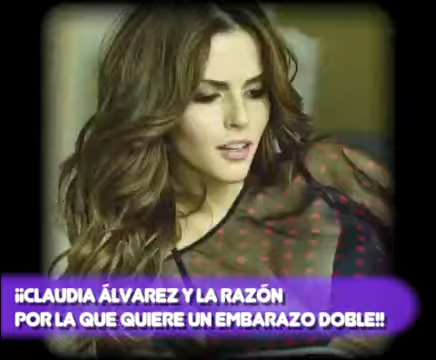 ¡¡CLAUDIA ÁLVAREZ Y LA RAZÓN
POR LA QUE QUIERE UN EMBARAZO DOBLE!!